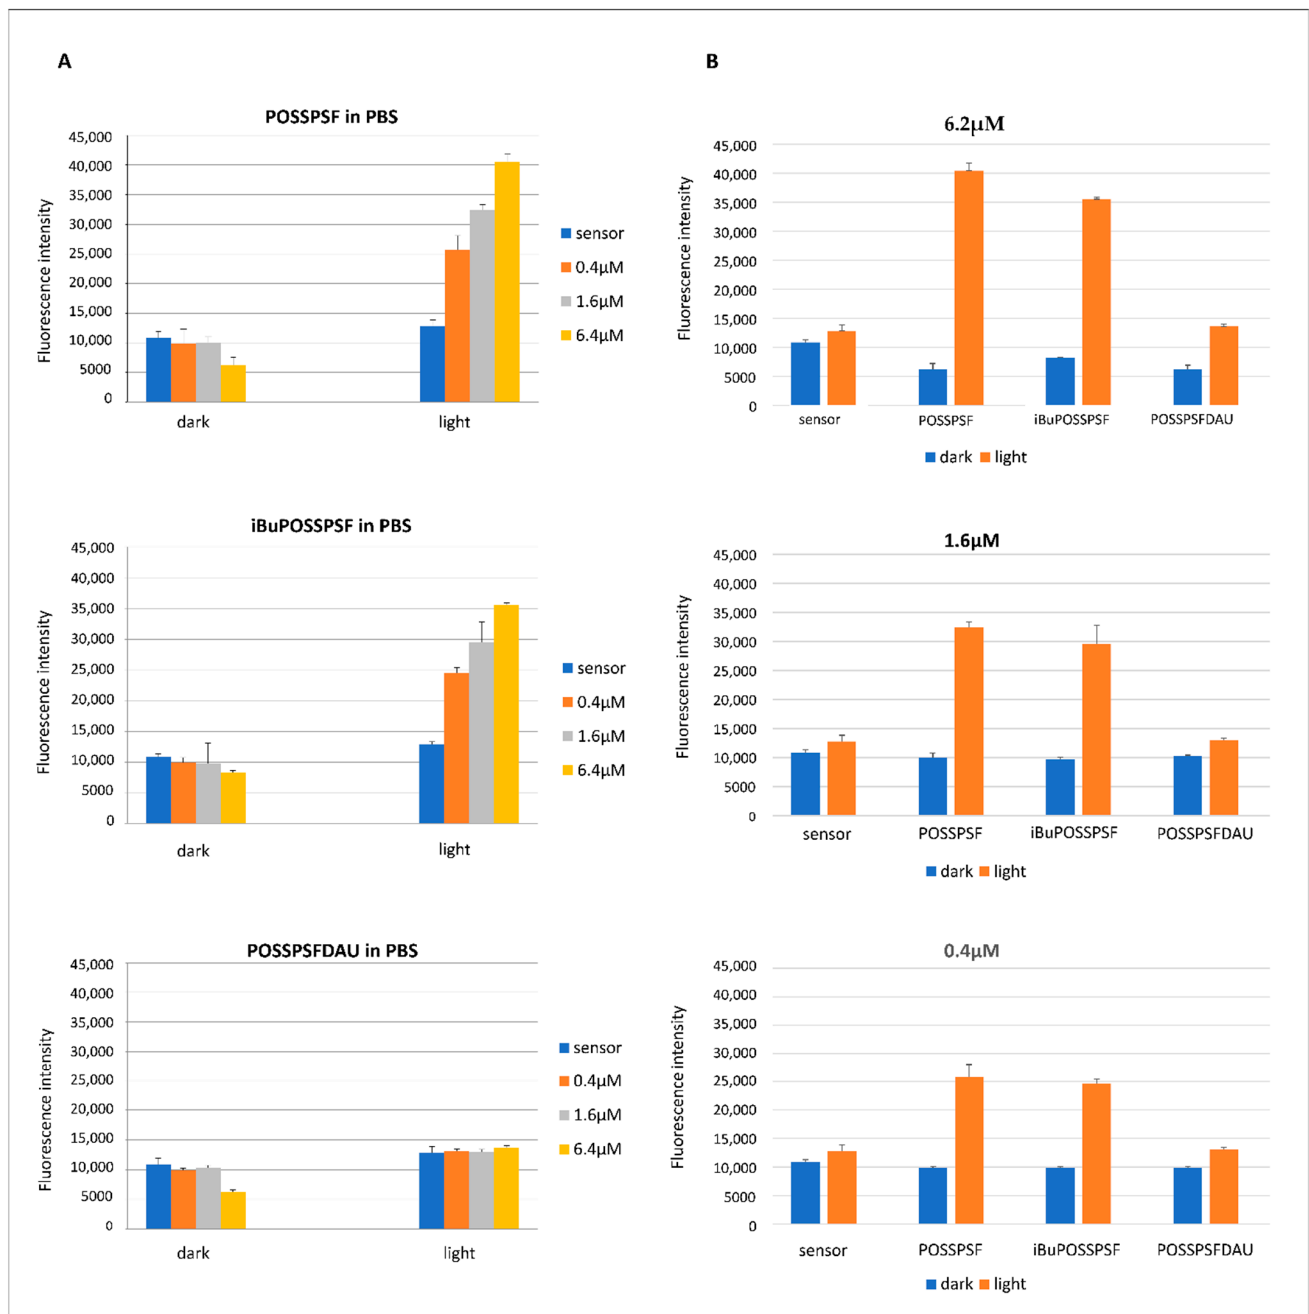 A
POSSPSF in PBS
45,000
40,000
35,000
30,000
25,000
20,000
15,000
10,000
5000
0
Fluorescence intensity
dark
light
sensor
0.4µM
1.6µM
6.4µM
iBuPOSSPSF in PBS
45,000
40,000
35,000
30,000
25,000
20,000
15,000
10,000
5000
0
Fluorescence intensity
dark
light
sensor
0.4µM
1.6µM
6.4µM
POSSPSFDAU in PBS
45,000
40,000
35,000
30,000
25,000
20,000
15,000
10,000
5000
0
Fluorescence intensity
dark
light
sensor
0.4µM
1.6µM
6.4µM
B
6.2µM
45,000
40,000
35,000
30,000
25,000
20,000
15,000
10,000
5000
0
Fluorescence intensity
sensor
POSSPSF
iBuPOSSPSF
POSSPSFDAU
dark light
1.6µM
45,000
40,000
35,000
30,000
25,000
20,000
15,000
10,000
5000
0
Fluorescence intensity
sensor
POSSPSF
iBuPOSSPSF
POSSPSFDAU
dark light
0.4µM
45,000
40,000
35,000
30,000
25,000
20,000
15,000
10,000
5000
0
Fluorescence intensity
sensor
POSSPSF
iBuPOSSPSF
POSSPSFDAU
dark light